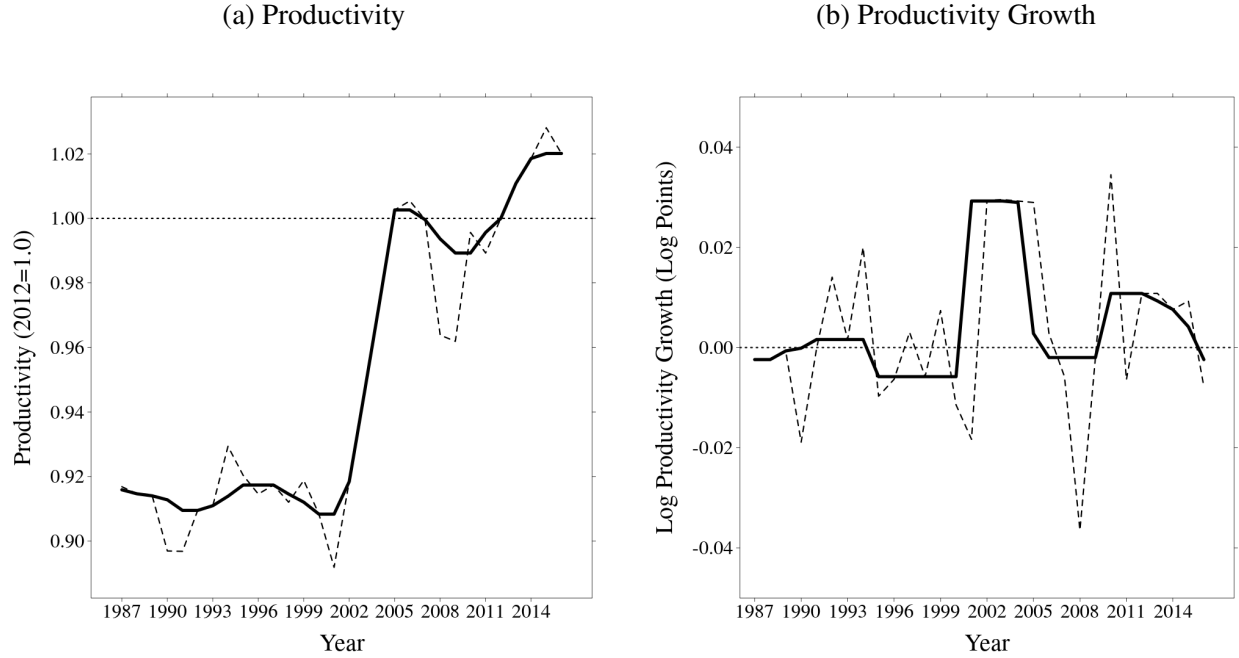 (a) Productivity
Productivity (2012=1.0)
1.02
1.00
0.98
0.96
0.94
0.92
0.90
1987 1990 1993 1996 1999 2002 2005 2008 2011 2014
Year
(b) Productivity Growth
Log Productivity Growth (Log Points)
0.04
0.02
0.00
-0.02
-0.04
1987 1990 1993 1996 1999 2002 2005 2008 2011 2014
Year